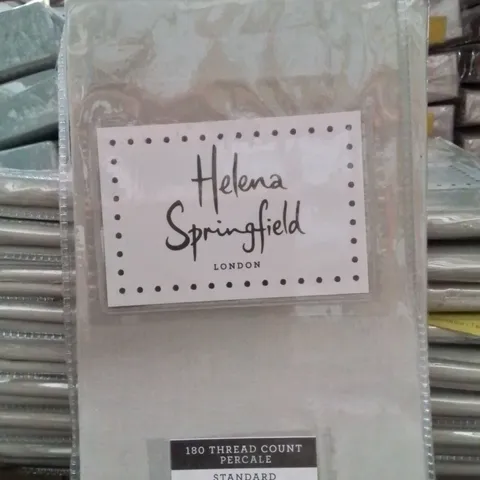 Helena
Springfield
LONDON
180 THREAD COUNT
PERCALE
STANDARD